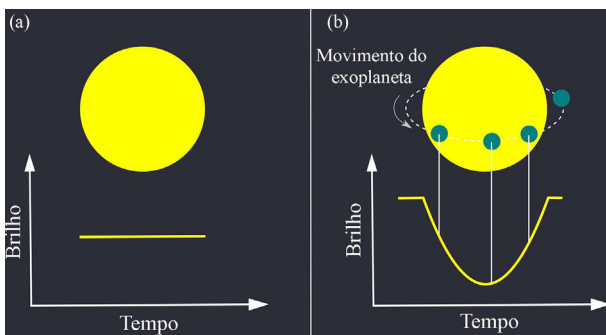 (a)
Brilho
Tempo
(b)
Movimento do
exoplaneta
Brilho
Tempo